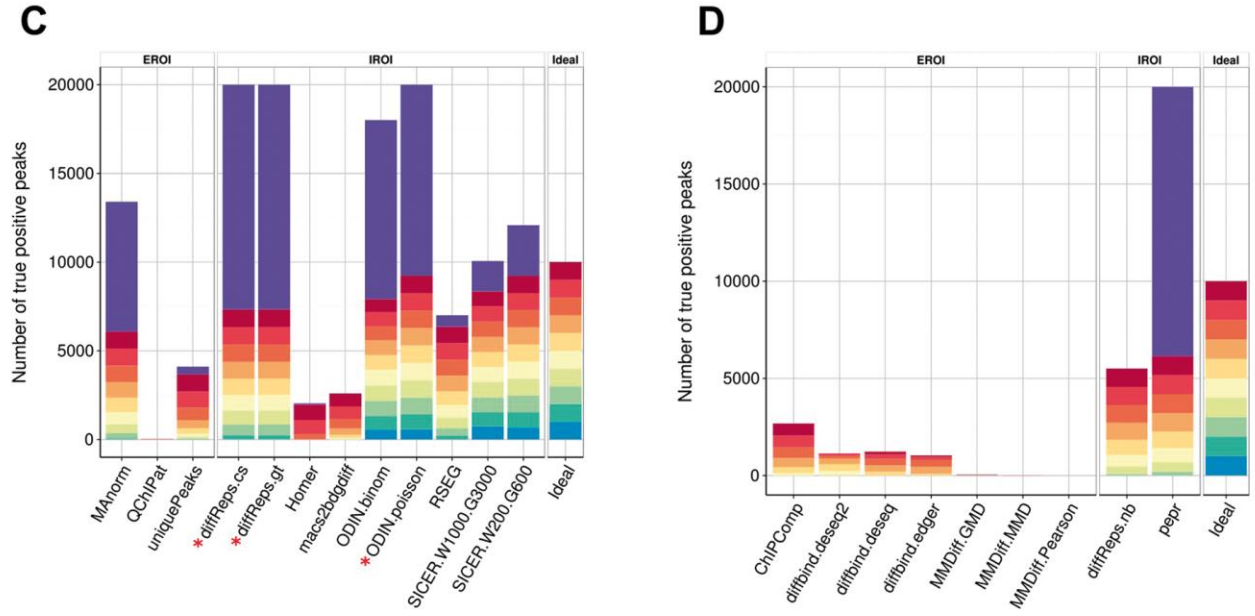 C
EROI IROI Ideal
Number of true positive peaks
20000
15000
10000
5000
0
MAnorm
QChIPat
uniquePeaks
*diffReps.cs
*diffReps.gt
Homer
macs2bdgdiff
ODIN.binom
*ODIN.poisson
RSEG
SICER.W1000.G3000
SICER.W200.G600
Ideal
D
EROI IROI Ideal
Number of true positive peaks
20000
15000
10000
5000
0
ChIPComp
diffbind.deseq2
diffbind.deseq
diffbind.edger
MMDiff.GMD
MMDiff.MMD
MMDiff.Pearson
diffReps.nb
pepr
Ideal